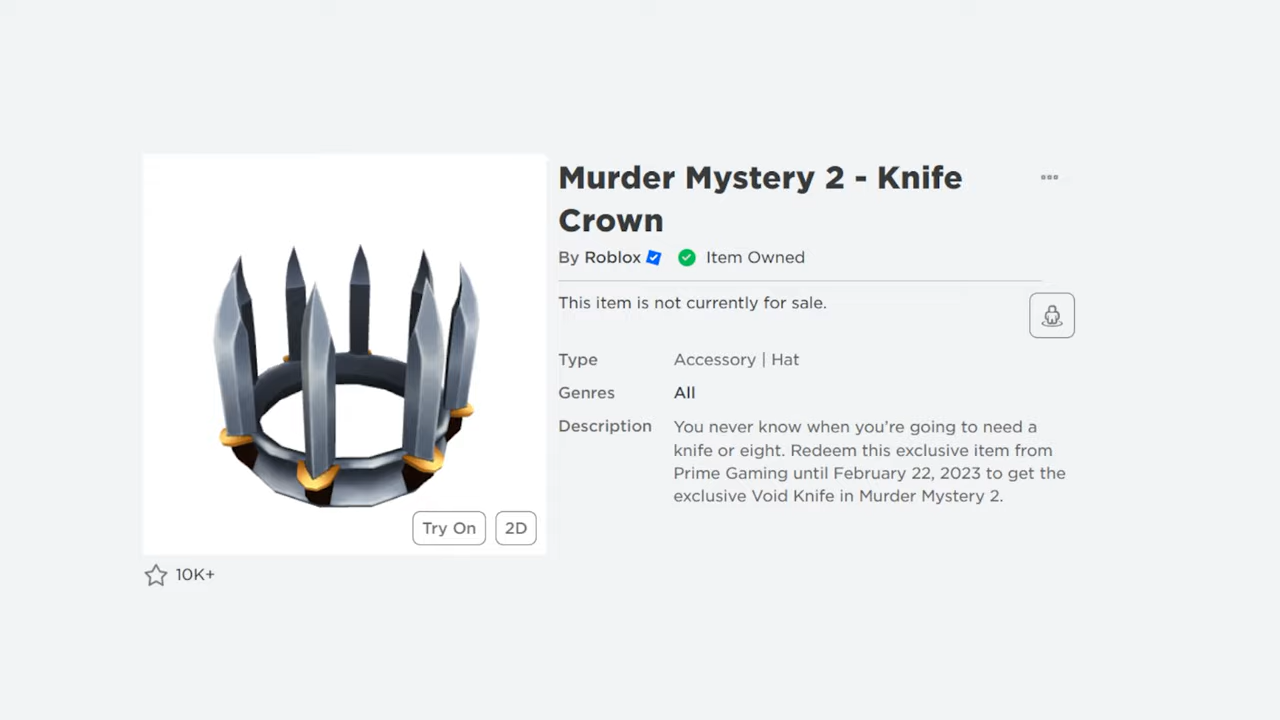 Murder Mystery 2 - Knife
Crown
By Roblox Item Owned
This item is not currently for sale.
Type Accessory | Hat
Genres All
Description You never know when you’re going to need a
knife or eight. Redeem this exclusive item from
Prime Gaming until February 22, 2023 to get the
exclusive Void Knife in Murder Mystery 2.
Try On 2D
10K+